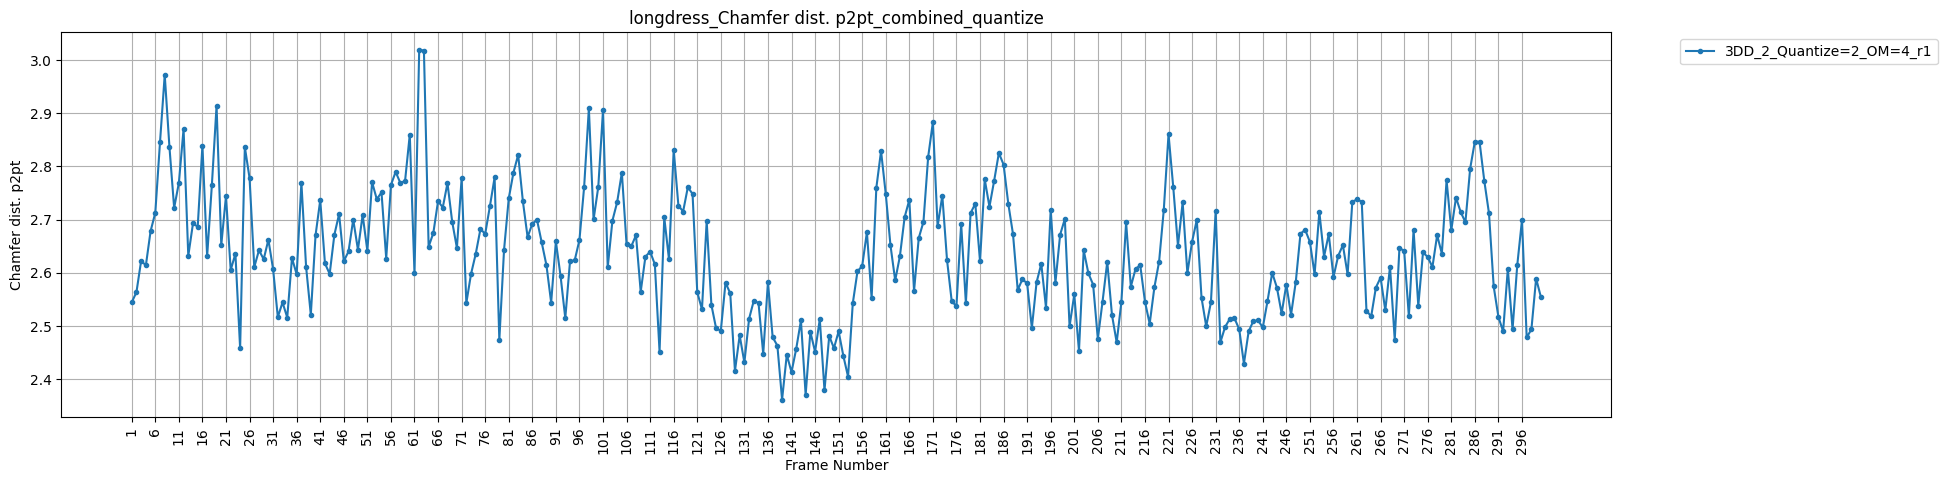 longdress_Chamfer dist. p2pt_combined_quantize
3DD_2_Quantize=2_OM=4_r1
Chamfer dist. p2pt
3.0
2.9
2.8
2.7
2.6
2.5
2.4
1 6 11 16 21 26 31 36 41 46 51 56 61 66 71 76 81 86 91 96 101 106 111 116 121 126 131 136 141 146 151 156 161 166 171 176 181 186 191 196 201 206 211 216 221 226 231 236 241 246 251 256 261 266 271 276 281 286 291 296
Frame Number